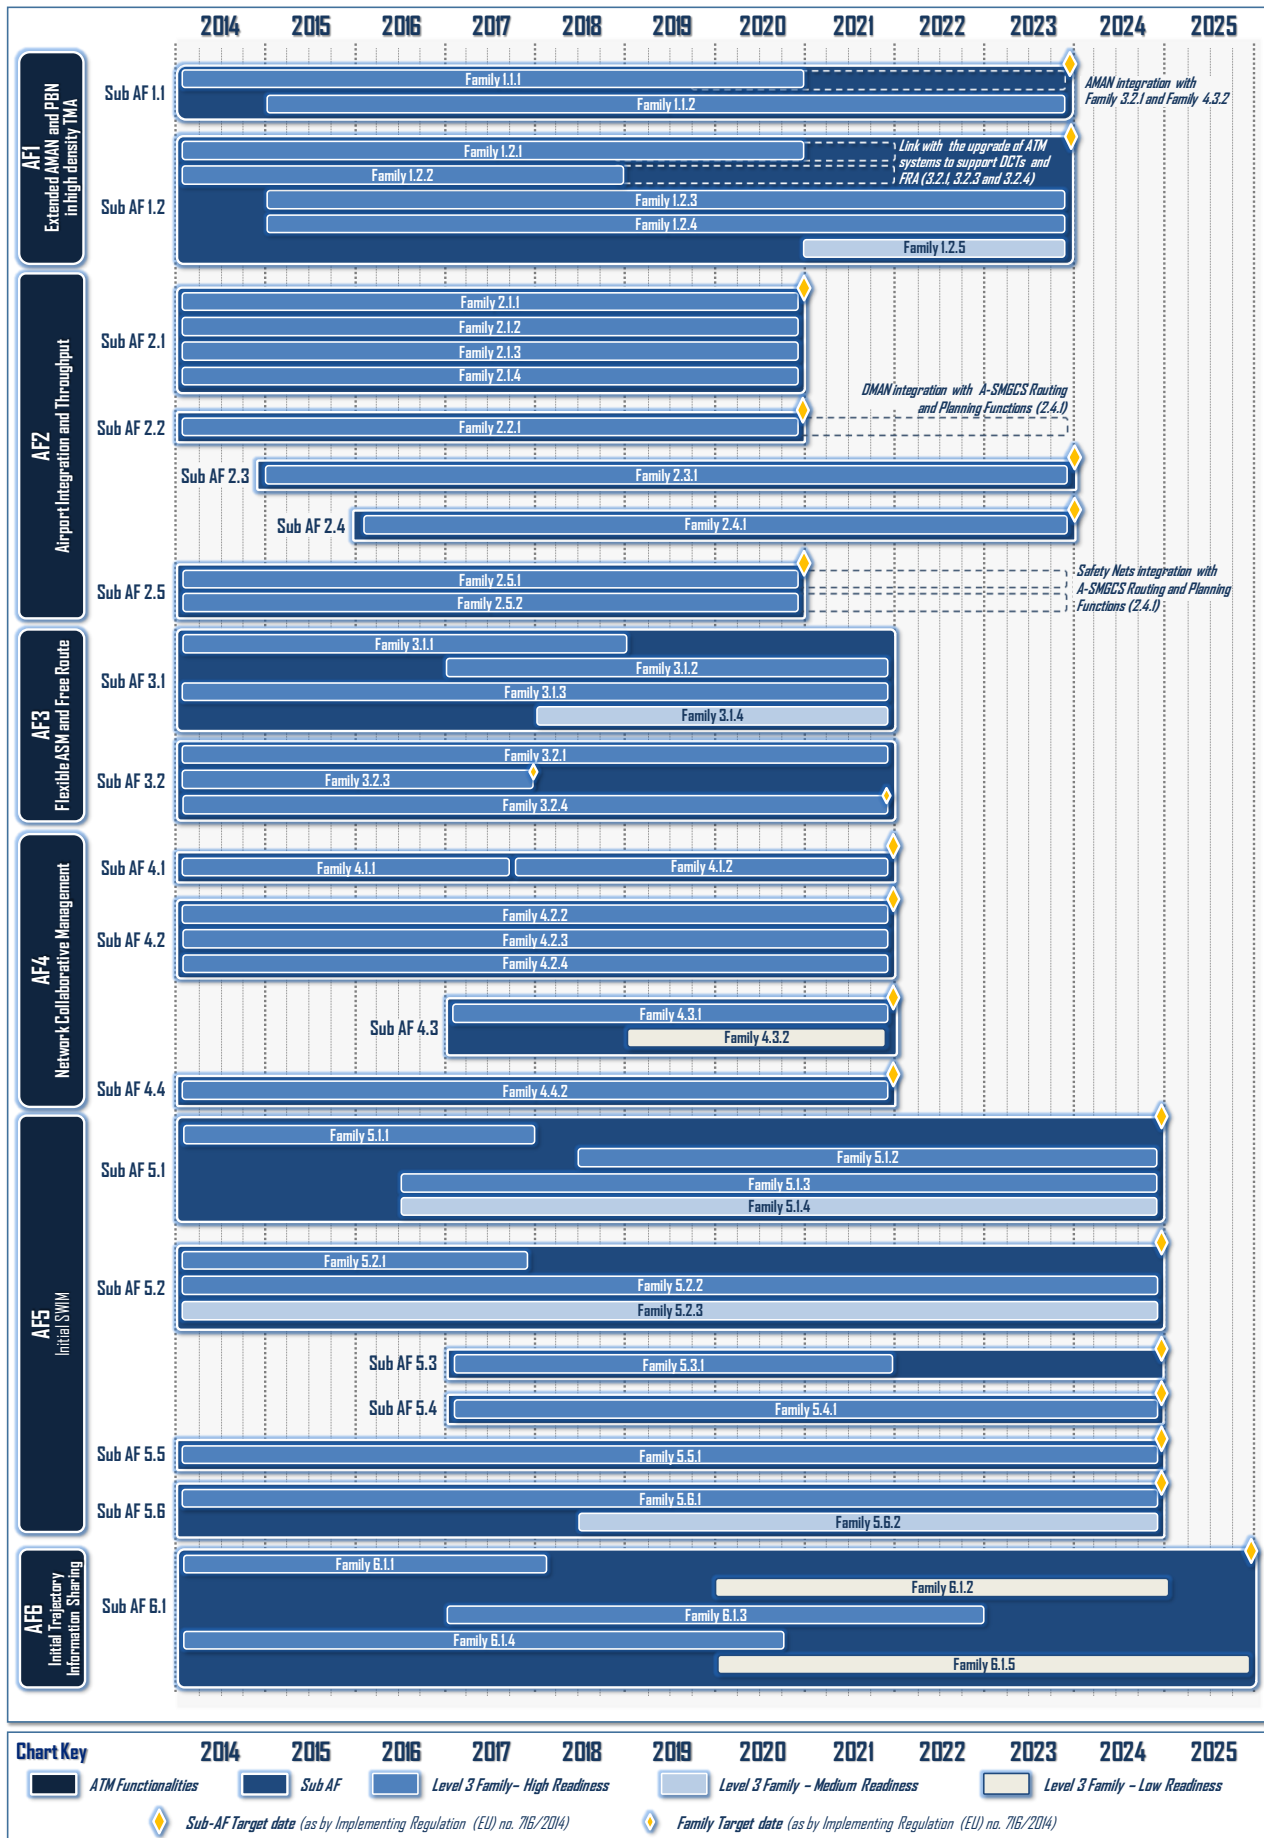 2014 2015 2016 2017 2018 2019 2020 2021 2022 2023 2024 2025
AF1
Extended AMAN and PBN
in high density TMA
Sub AF 1.1
Family 1.1.1
Family 1.1.2
AMAN integration with
Family 3.2.1 and Family 4.3.2
Sub AF 1.2
Family 1.2.1
Family 1.2.2
Link with the upgrade of ATM
systems to support DCTs and
FRA (3.2.1, 3.2.3 and 3.2.4)
Family 1.2.3
Family 1.2.4
Family 1.2.5
AF2
Airport Integration and Throughput
Sub AF 2.1
Family 2.1.1
Family 2.1.2
Family 2.1.3
Family 2.1.4
DMAN integration with A-SMGCS Routing
and Planning Functions (2.4.1)
Sub AF 2.2
Family 2.2.1
Sub AF 2.3
Family 2.3.1
Sub AF 2.4
Family 2.4.1
Sub AF 2.5
Family 2.5.1
Family 2.5.2
Safety Nets integration with
A-SMGCS Routing and Planning
Functions (2.4.1)
AF3
Flexible ASM and Free Route
Sub AF 3.1
Family 3.1.1
Family 3.1.2
Family 3.1.3
Family 3.1.4
Sub AF 3.2
Family 3.2.1
Family 3.2.3
Family 3.2.4
AF4
Network Collaborative Management
Sub AF 4.1
Family 4.1.1
Family 4.1.2
Sub AF 4.2
Family 4.2.2
Family 4.2.3
Family 4.2.4
Sub AF 4.3
Family 4.3.1
Family 4.3.2
Sub AF 4.4
Family 4.4.2
AF5
Initial SWIM
Sub AF 5.1
Family 5.1.1
Family 5.1.2
Family 5.1.3
Family 5.1.4
Sub AF 5.2
Family 5.2.1
Family 5.2.2
Family 5.2.3
Sub AF 5.3
Family 5.3.1
Sub AF 5.4
Family 5.4.1
Sub AF 5.5
Family 5.5.1
Sub AF 5.6
Family 5.6.1
Family 5.6.2
AF6
Initial Trajectory
Information Sharing
Sub AF 6.1
Family 6.1.1
Family 6.1.2
Family 6.1.3
Family 6.1.4
Family 6.1.5
Chart Key
2014 2015 2016 2017 2018 2019 2020 2021 2022 2023 2024 2025
ATM Functionalities
Sub AF
Level 3 Family– High Readiness
Level 3 Family – Medium Readiness
Level 3 Family – Low Readiness
Sub-AF Target date (as by Implementing Regulation (EU) no. 716/2014)
Family Target date (as by Implementing Regulation (EU) no. 716/2014)